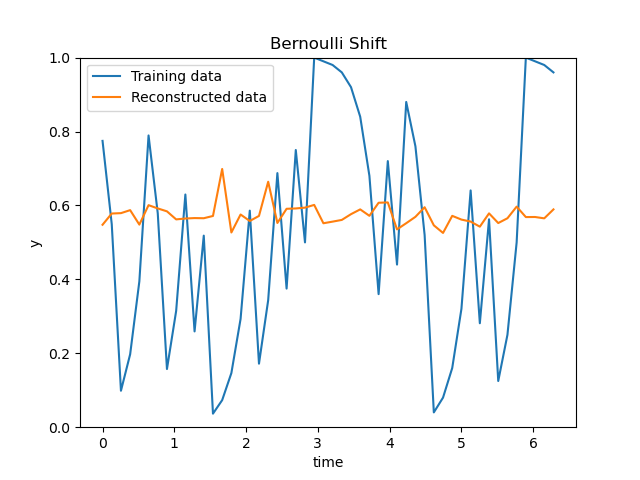 Bernoulli Shift
Training data
Reconstructed data
1.0
0.8
0.6
0.4
0.2
0.0
y
0 1 2 3 4 5 6
time